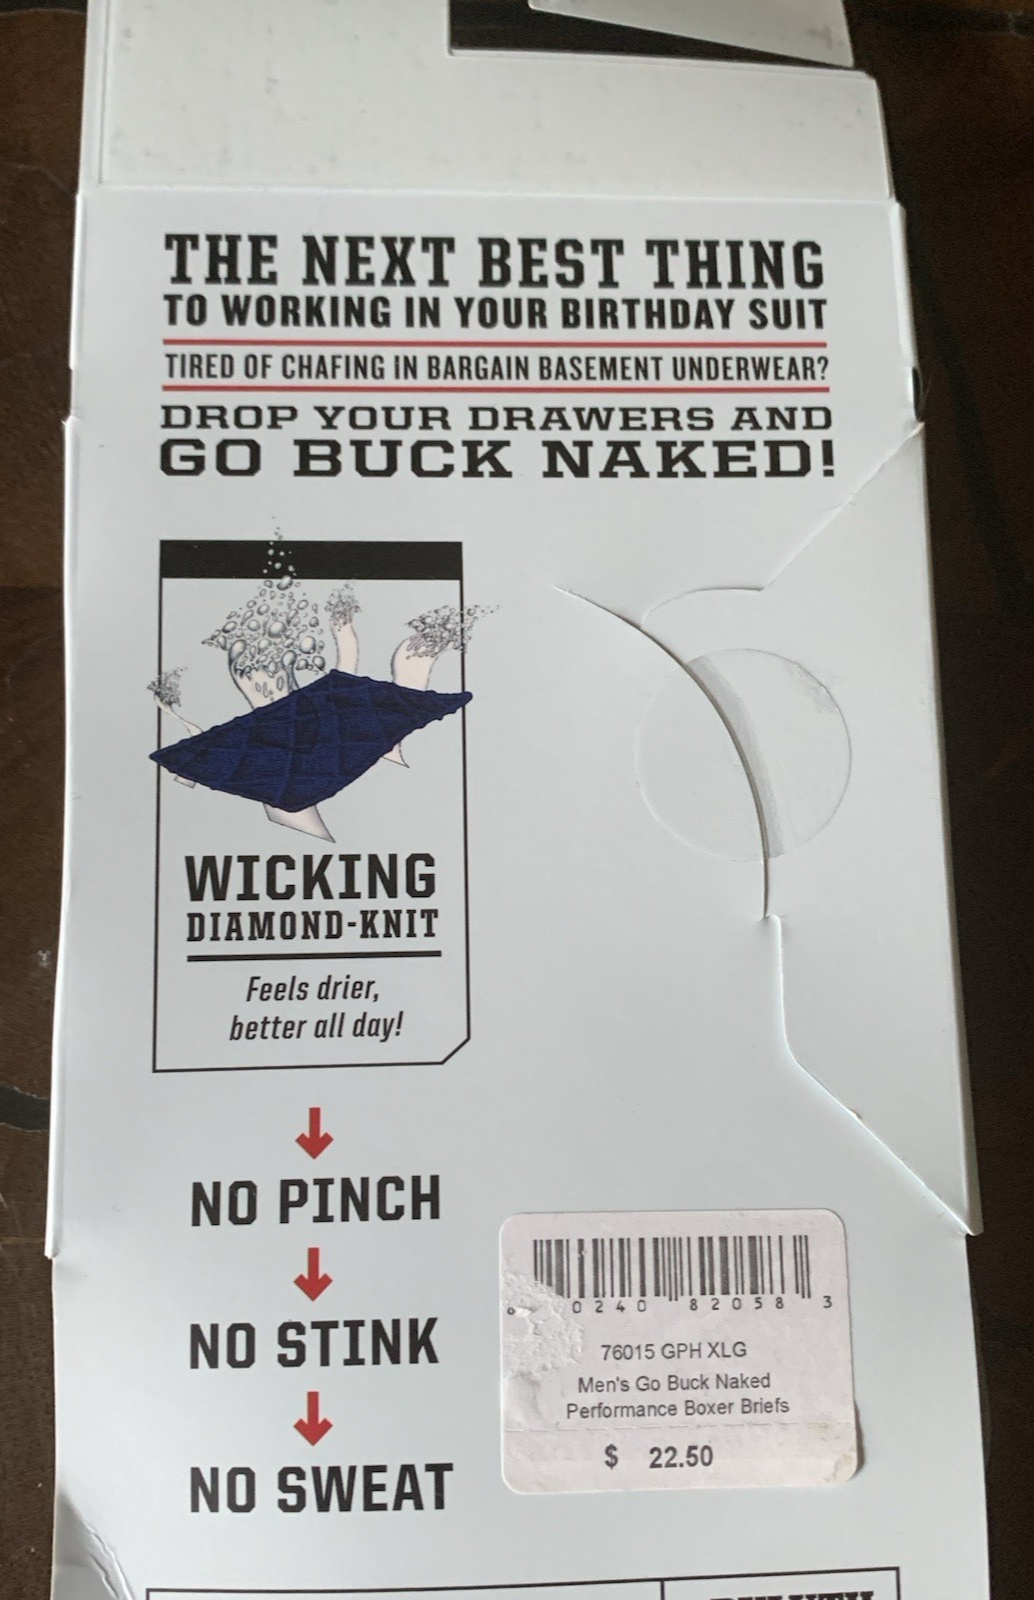 THE NEXT BEST THING
TO WORKING IN YOUR BIRTHDAY SUIT
TIRED OF CHAFING IN BARGAIN BASEMENT UNDERWEAR?
DROP YOUR DRAWERS AND
GO BUCK NAKED!
WICKING
DIAMOND-KNIT
Feels drier,
better all day!
NO PINCH
NO STINK
NO SWEAT
0240 82058 3
76015 GPH XLG
Men's Go Buck Naked
Performance Boxer Briefs
$ 22.50